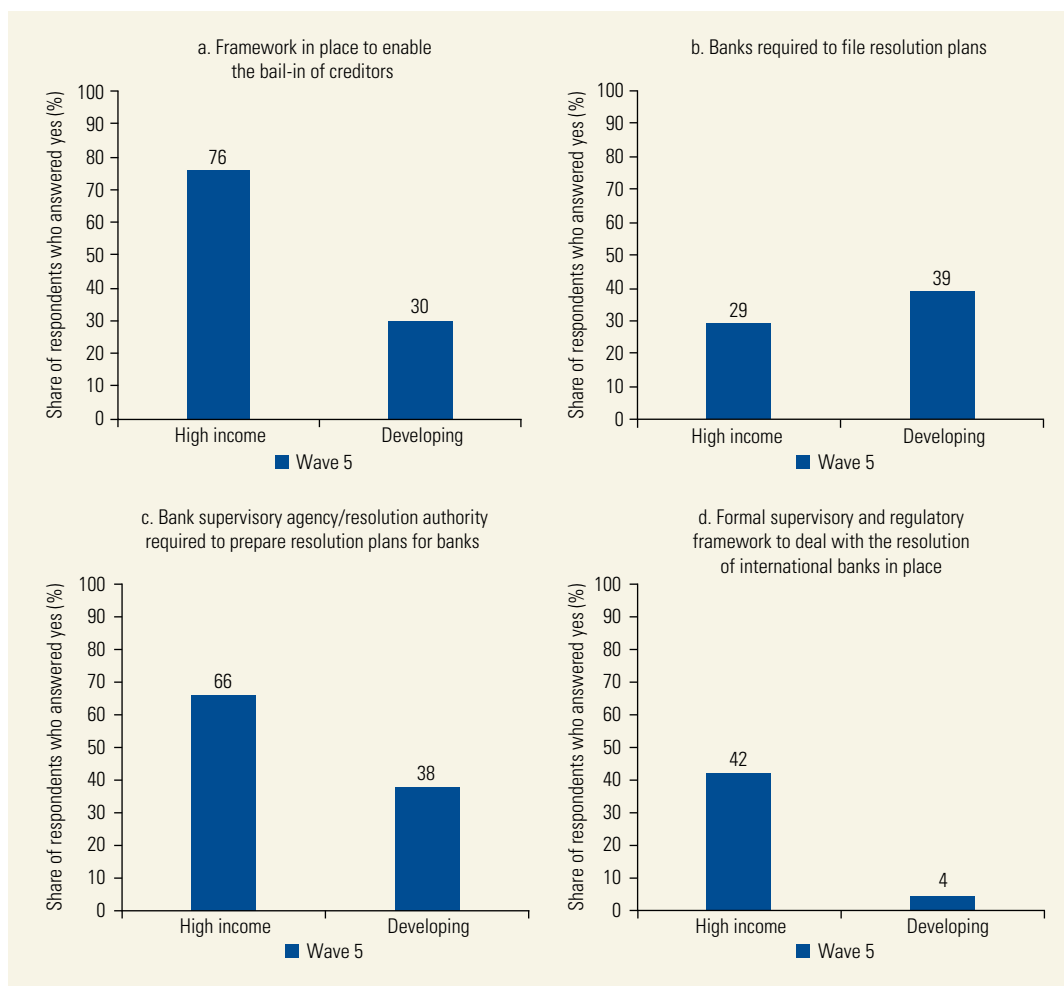 a. Framework in place to enable
the bail-in of creditors
Share of respondents who answered yes (%)
100
90
80
70
60
50
40
30
20
10
0
76
30
High income
Developing
Wave 5
b. Banks required to file resolution plans
Share of respondents who answered yes (%)
100
90
80
70
60
50
40
30
20
10
0
29
39
High income
Developing
Wave 5
c. Bank supervisory agency/resolution authority
required to prepare resolution plans for banks
Share of respondents who answered yes (%)
100
90
80
70
60
50
40
30
20
10
0
66
38
High income
Developing
Wave 5
d. Formal supervisory and regulatory
framework to deal with the resolution
of international banks in place
Share of respondents who answered yes (%)
100
90
80
70
60
50
40
30
20
10
0
42
4
High income
Developing
Wave 5